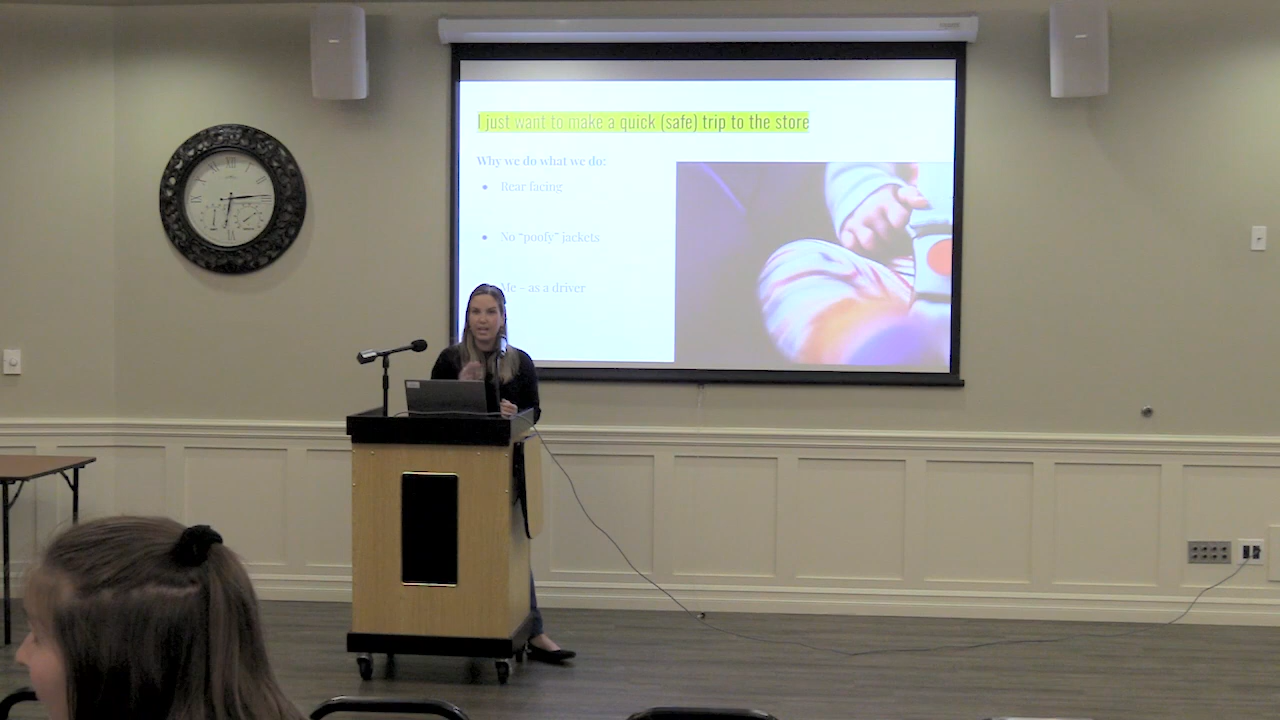 I just want to make a quick (safe) trip to the store
Why we do what we do:
Rear facing
No “poofy” jackets
Me - as a driver